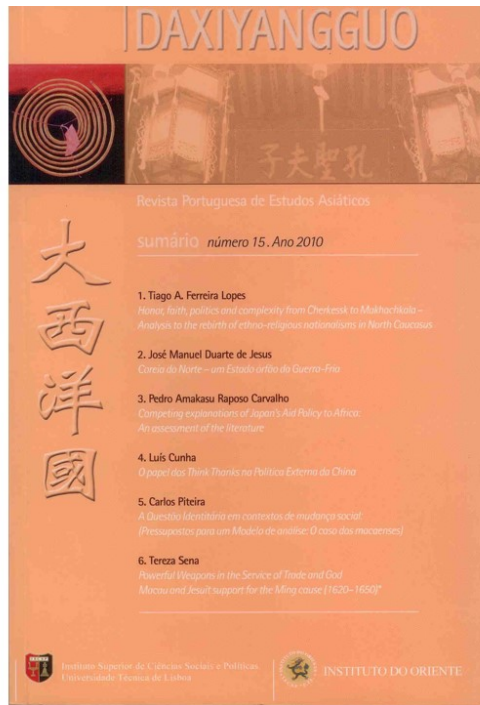 DAXIYANGGUO
子夫聖孔
Revista Portuguesa de Estudos Asiáticos
sumário número 15. Ano 2010
大西洋國
1. Tiago A. Ferreira Lopes
Honor, faith, politics and complexity from Cherkessk to Makhachkala –
Analysis to the rebirth of ethno-religious nationalisms in North Caucasus
2. José Manuel Duarte de Jesus
Coreia do Norte – um Estado orfão da Guerra-Fria
3. Pedro Amakasu Raposo Carvalho
Competing explanations of Japan's Aid Policy to Africa:
An assessment of the literature
4. Luís Cunha
O papel das Think Thanks na Política Externa da China
5. Carlos Piteira
A Questão Identitária em contextos de mudança social
(Pressupostos para um Modelo de análise: O caso dos macaenses)
6. Tereza Sena
Powerful Weapons in the Service of Trade and God
Macau and Jesuit support for the Ming cause (1620–1650)"
Instituto Superior de Ciências Sociais e Políticas,
Universidade Técnica de Lisboa
INSTITUTO DO ORIENTE